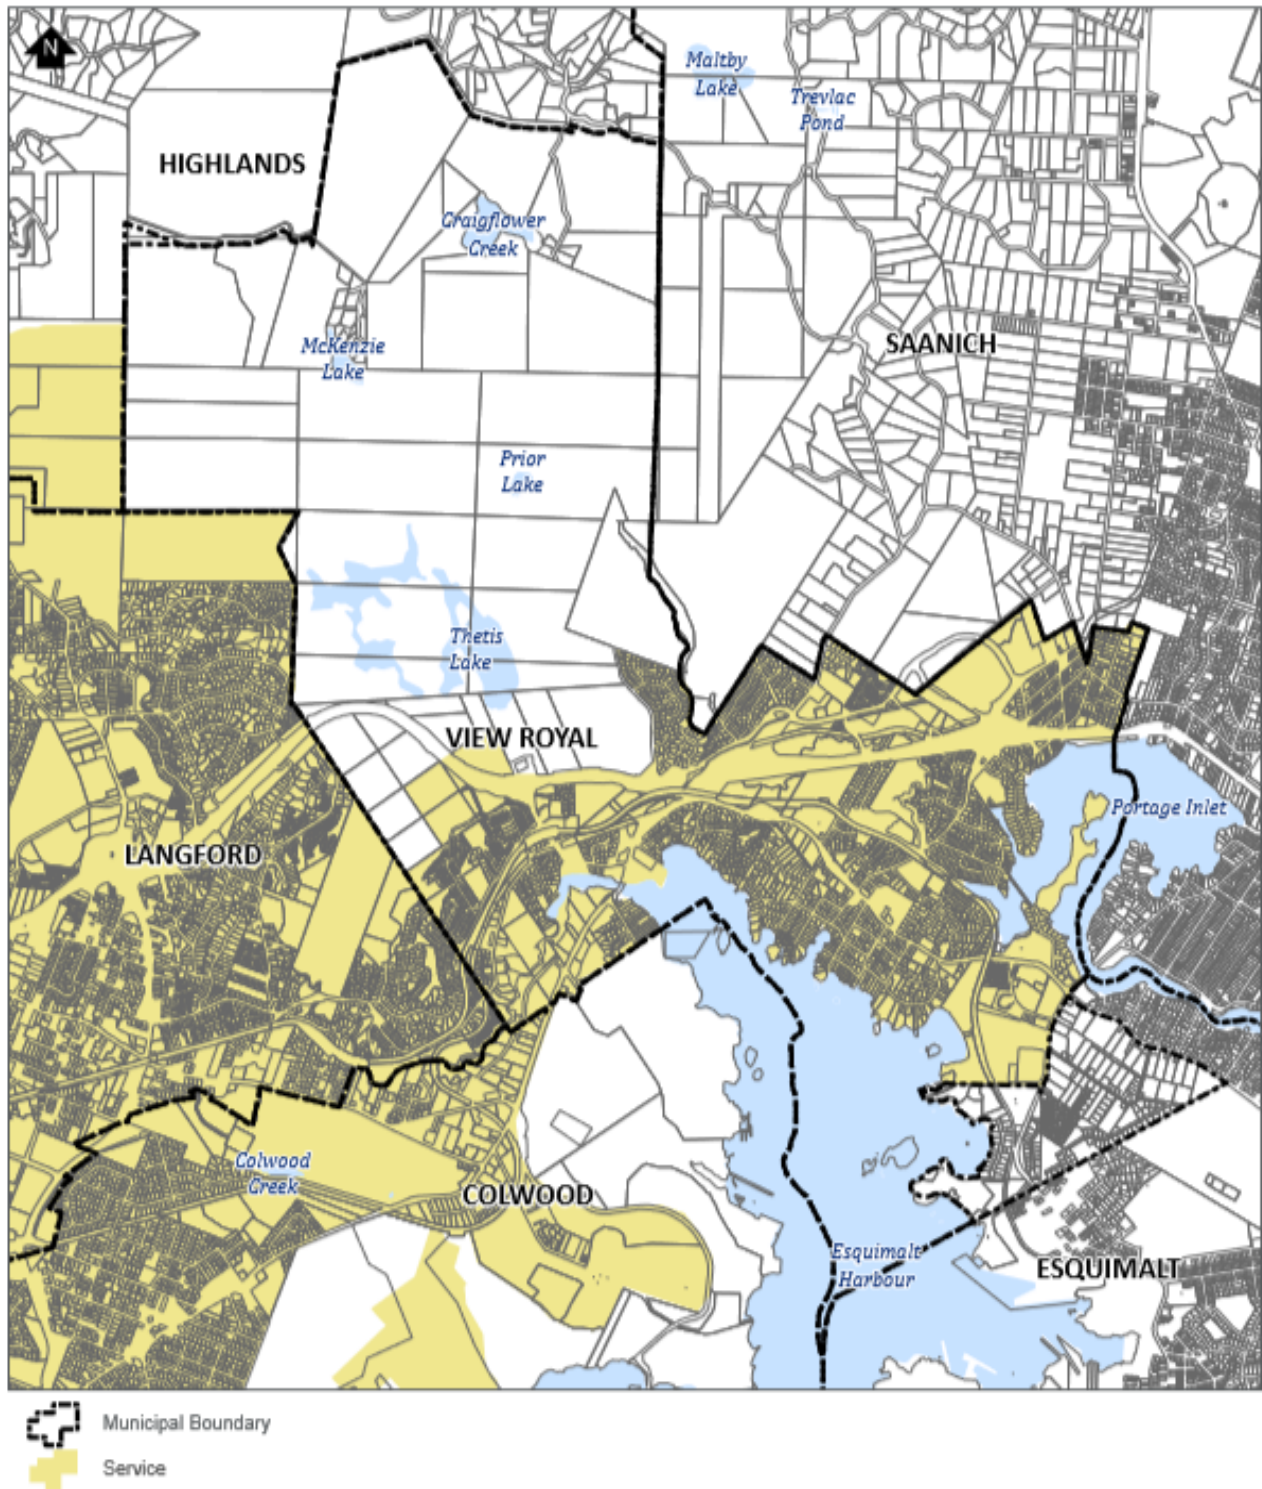 N
Maltby
Lake
Trevlac
Pond
HIGHLANDS
Craigflower
Creek
McKenzie
Lake
SAANICH
Prior
Lake
Thetis
Lake
VIEW ROYAL
Portage Inlet
LANGFORD
Colwood
Creek
COLWOOD
Esquimalt
Harbour
ESQUIMALT
Municipal Boundary
Service